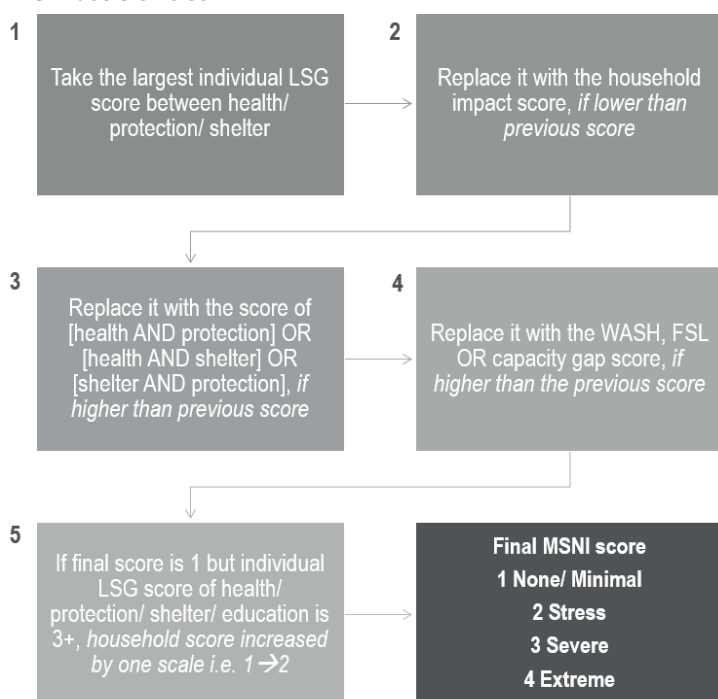 1
Take the largest individual LSG
score between health/
protection/ shelter
2
Replace it with the household
impact score, if lower than
previous score
3
Replace it with the score of
[health AND protection] OR
[health AND shelter] OR
[shelter AND protection], if
higher than previous score
4
Replace it with the WASH, FSL
OR capacity gap score, if
higher than the previous score
5
If final score is 1 but individual
LSG score of health/
protection/ shelter/ education is
3+, household score increased
by one scale i.e. 1→2
Final MSNI score
1 None/ Minimal
2 Stress
3 Severe
4 Extreme